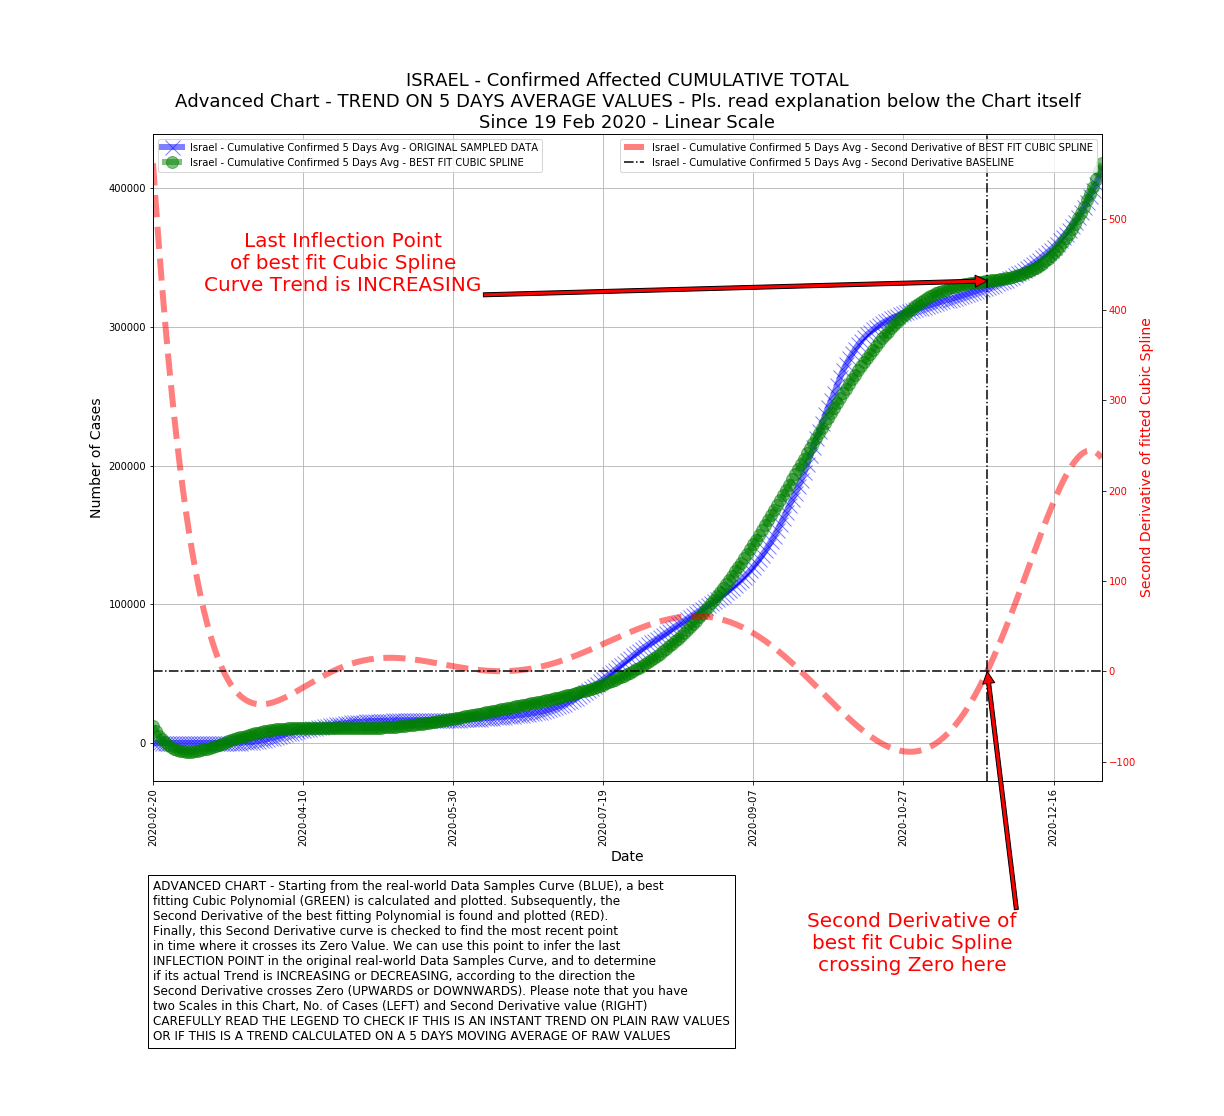 ISRAEL - Confirmed Affected CUMULATIVE TOTAL
Advanced Chart - TREND ON 5 DAYS AVERAGE VALUES - Pls. read explanation below the Chart itself
Since 19 Feb 2020 - Linear Scale
Israel - Cumulative Confirmed 5 Days Avg - ORIGINAL SAMPLED DATA
Israel - Cumulative Confirmed 5 Days Avg - BEST FIT CUBIC SPLINE
Israel - Cumulative Confirmed 5 Days Avg - Second Derivative of BEST FIT CUBIC SPLINE
Israel - Cumulative Confirmed 5 Days Avg - Second Derivative BASELINE
Last Inflection Point
of best fit Cubic Spline
Curve Trend is INCREASING
Number of Cases
400000
300000
200000
100000
0
500
400
300
200
100
0
−100
Second Derivative of fitted Cubic Spline
2020-02-20
2020-04-10
2020-05-30
2020-07-19
2020-09-07
2020-10-27
2020-12-16
Date
Second Derivative of
best fit Cubic Spline
crossing Zero here
ADVANCED CHART - Starting from the real-world Data Samples Curve (BLUE), a best
fitting Cubic Polynomial (GREEN) is calculated and plotted. Subsequently, the
Second Derivative of the best fitting Polynomial is found and plotted (RED).
Finally, this Second Derivative curve is checked to find the most recent point
in time where it crosses its Zero Value. We can use this point to infer the last
INFLECTION POINT in the original real-world Data Samples Curve, and to determine
if its actual Trend is INCREASING or DECREASING, according to the direction the
Second Derivative crosses Zero (UPWARDS or DOWNWARDS). Please note that you have
two Scales in this Chart, No. of Cases (LEFT) and Second Derivative value (RIGHT)
CAREFULLY READ THE LEGEND TO CHECK IF THIS IS AN INSTANT TREND ON PLAIN RAW VALUES
OR IF THIS IS A TREND CALCULATED ON A 5 DAYS MOVING AVERAGE OF RAW VALUES